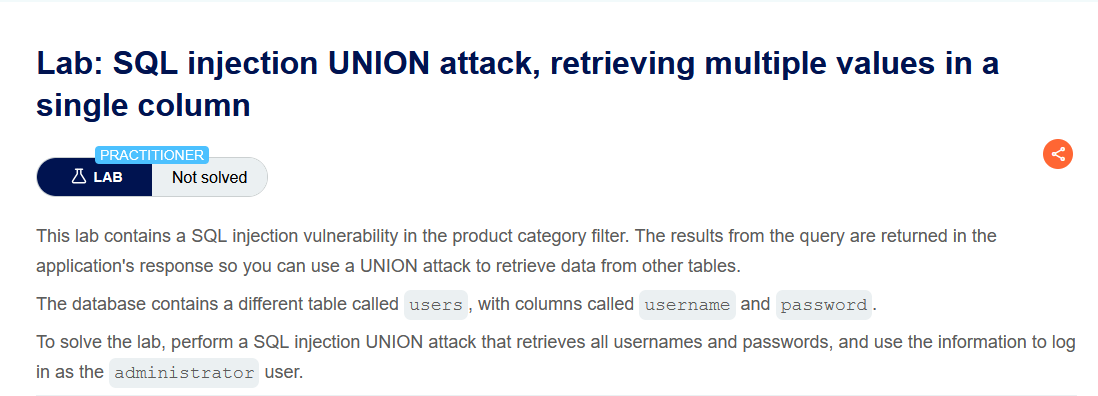 Lab: SQL injection UNION attack, retrieving multiple values in a
single column
PRACTITIONER
LAB
Not solved
This lab contains a SQL injection vulnerability in the product category filter. The results from the query are returned in the
application's response so you can use a UNION attack to retrieve data from other tables.
The database contains a different table called users, with columns called username and password.
To solve the lab, perform a SQL injection UNION attack that retrieves all usernames and passwords, and use the information to log
in as the administrator user.